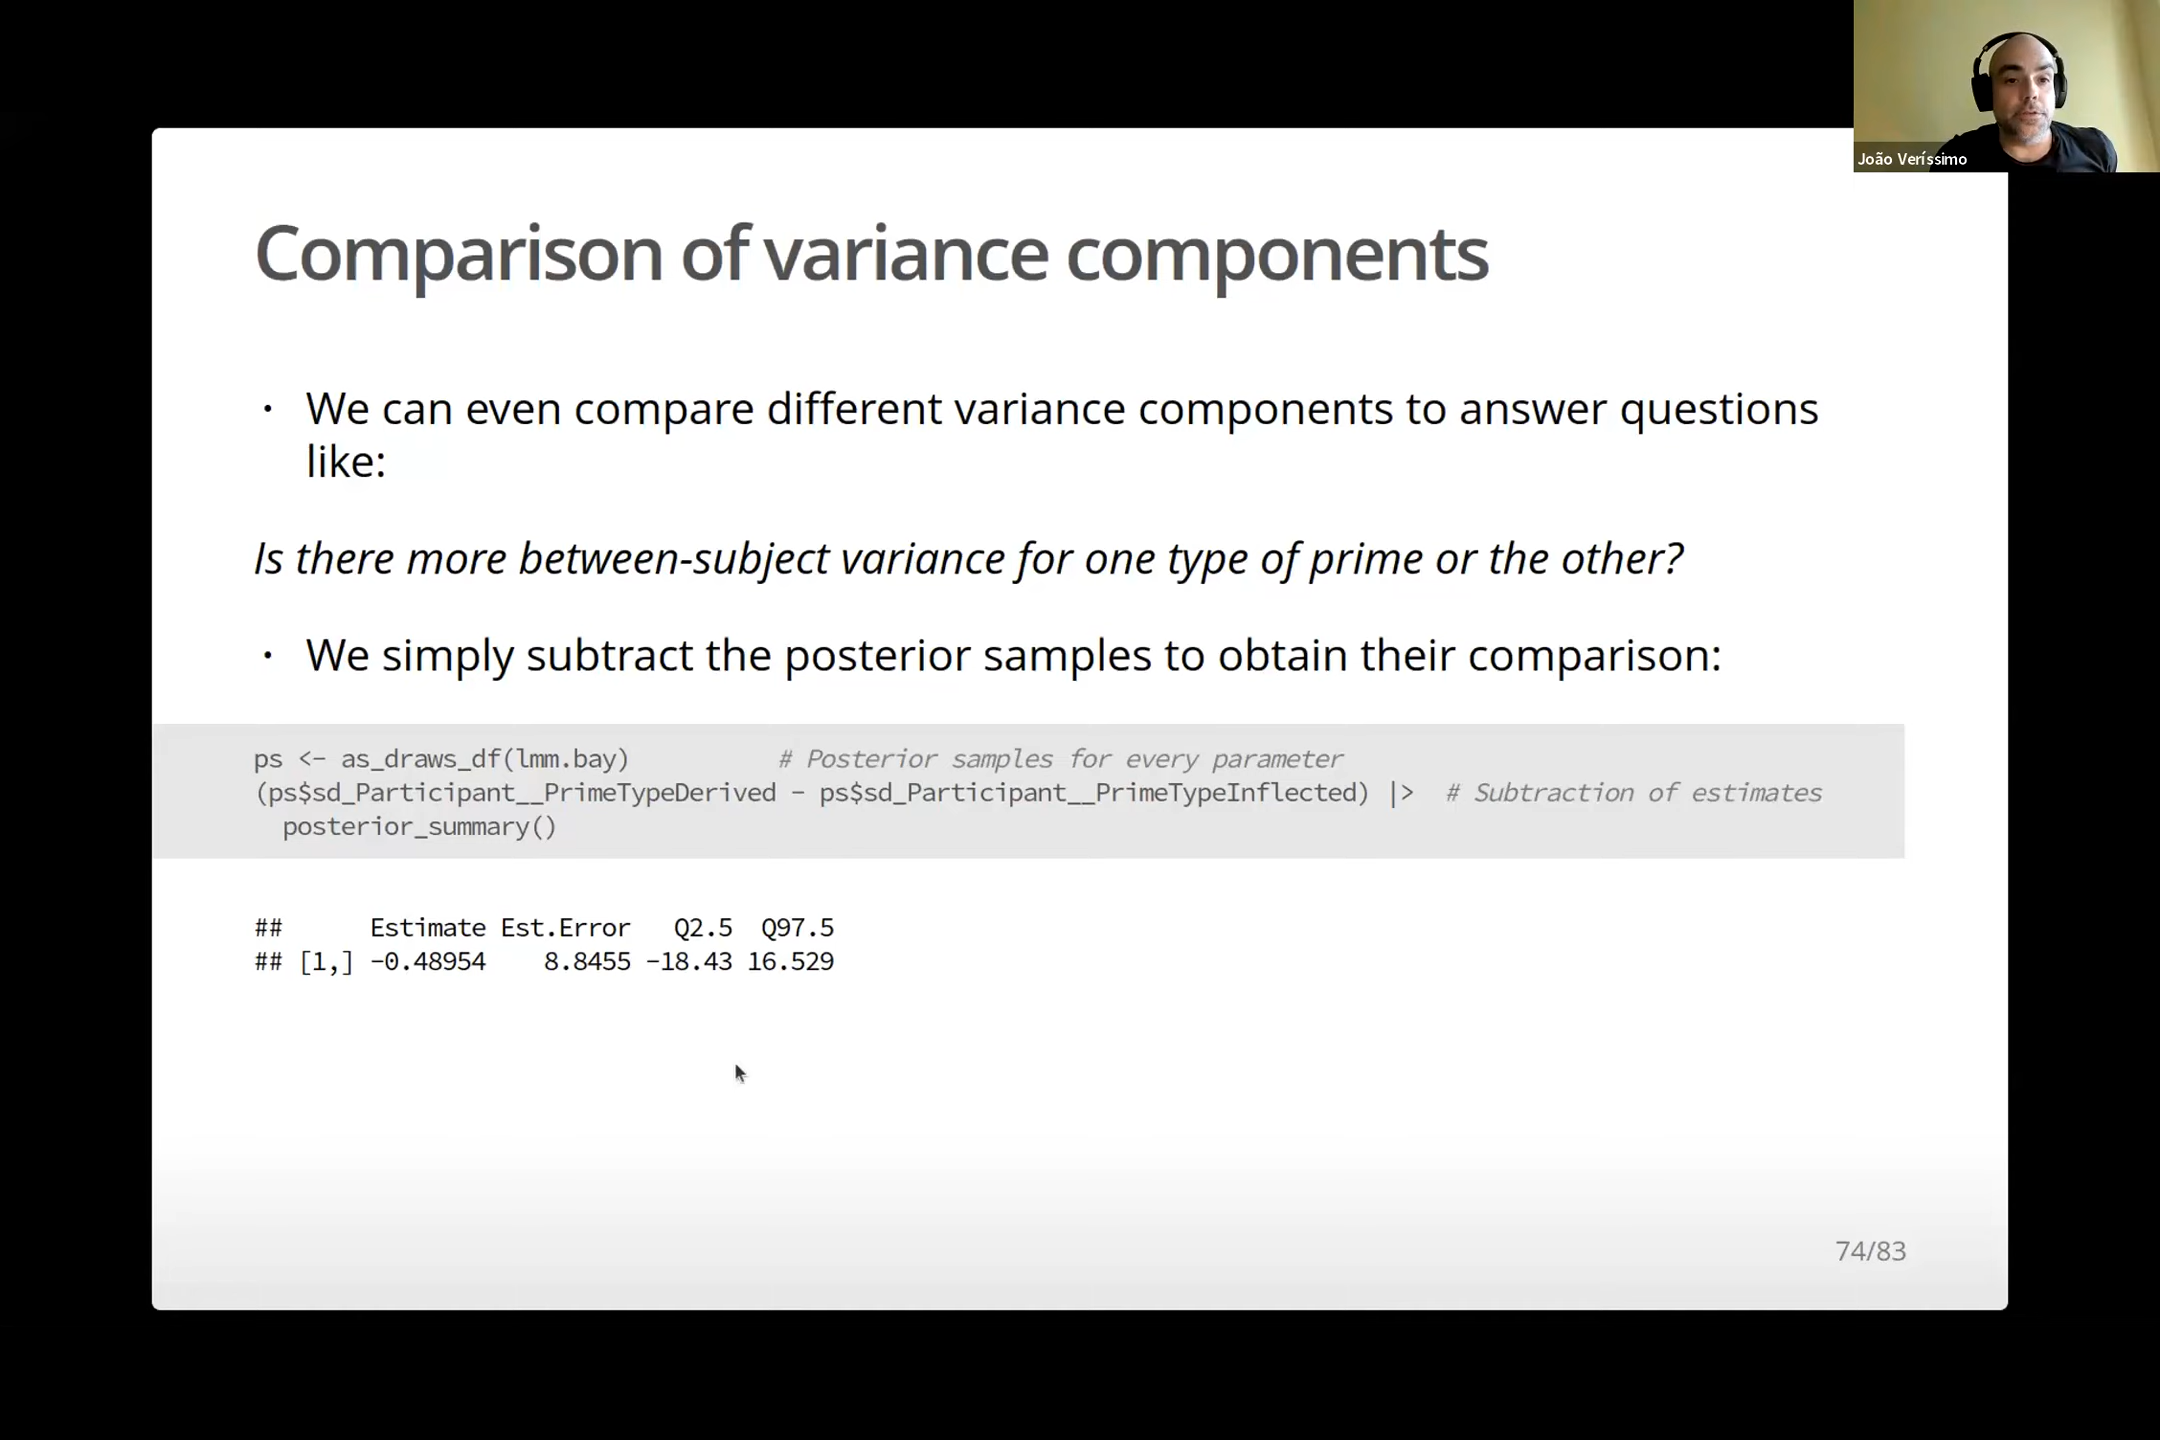 João Veríssimo
Comparison of variance components
• We can even compare different variance components to answer questions
like:
Is there more between-subject variance for one type of prime or the other?
• We simply subtract the posterior samples to obtain their comparison:
ps <- as_draws_df(lmm.bay) # Posterior samples for every parameter
(ps$sd_Participant__PrimeTypeDerived - ps$sd_Participant__PrimeTypeInflected) |> # Subtraction of estimates
posterior_summary()
## Estimate Est.Error Q2.5 Q97.5
## [1,] -0.48954 8.8455 -18.43 16.529
74/83